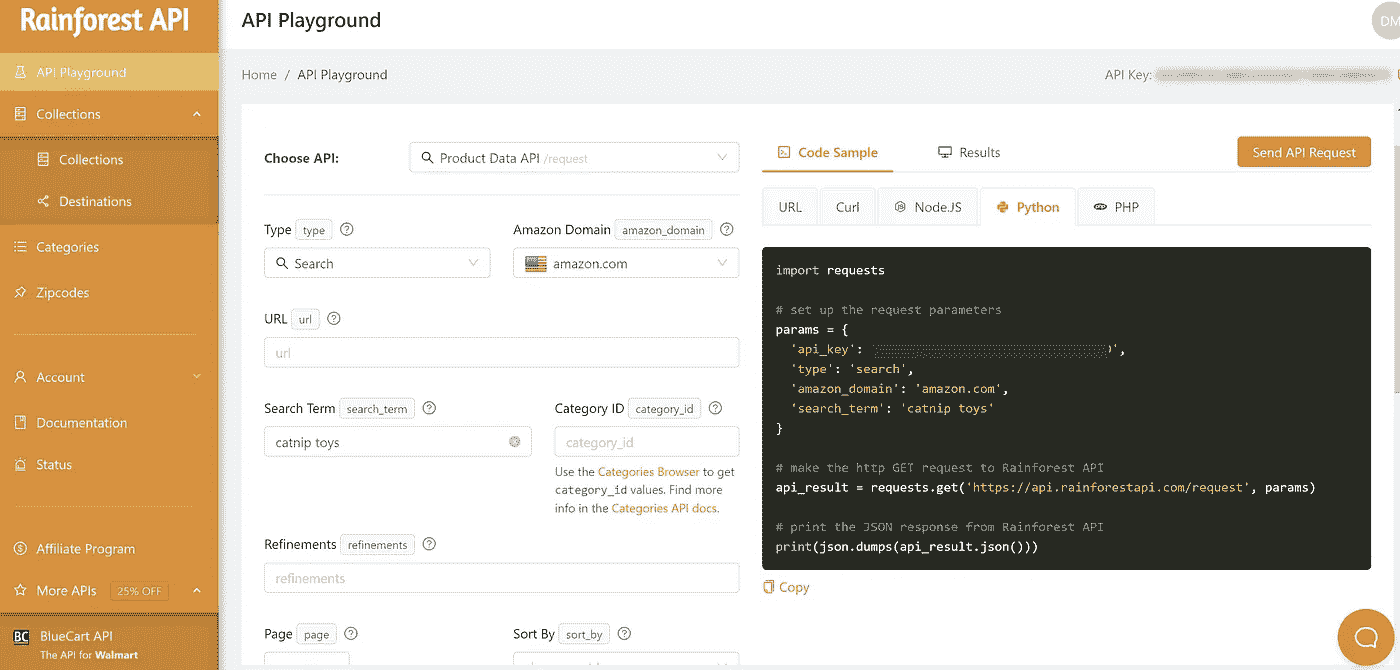 Rainforest API
API Playground
Collections
Collections
Destinations
Categories
Zipcodes
Account
Documentation
Status
Affiliate Program
More APIs 25% OFF
BC BlueCart API
The API for Walmart
API Playground
DM
Home / API Playground
API Key:
Choose API:
Product Data API /request
Type type
Amazon Domain amazon_domain
Search
amazon.com
URL url
url
Search Term search_term
Category ID category_id
catnip toys
category_id
Use the Categories Browser to get
category_id values. Find more
info in the Categories API docs.
Refinements refinements
refinements
Page page
Sort By sort_by
Code Sample
Results
Send API Request
URL
Curl
Node.JS
Python
PHP
import requests
# set up the request parameters
params = {
'api_key':
'type': 'search',
'amazon_domain': 'amazon.com',
'search_term': 'catnip toys'
}
# make the http GET request to Rainforest API
api_result = requests.get('https://api.rainforestapi.com/request', params)
# print the JSON response from Rainforest API
print(json.dumps(api_result.json()))
Copy